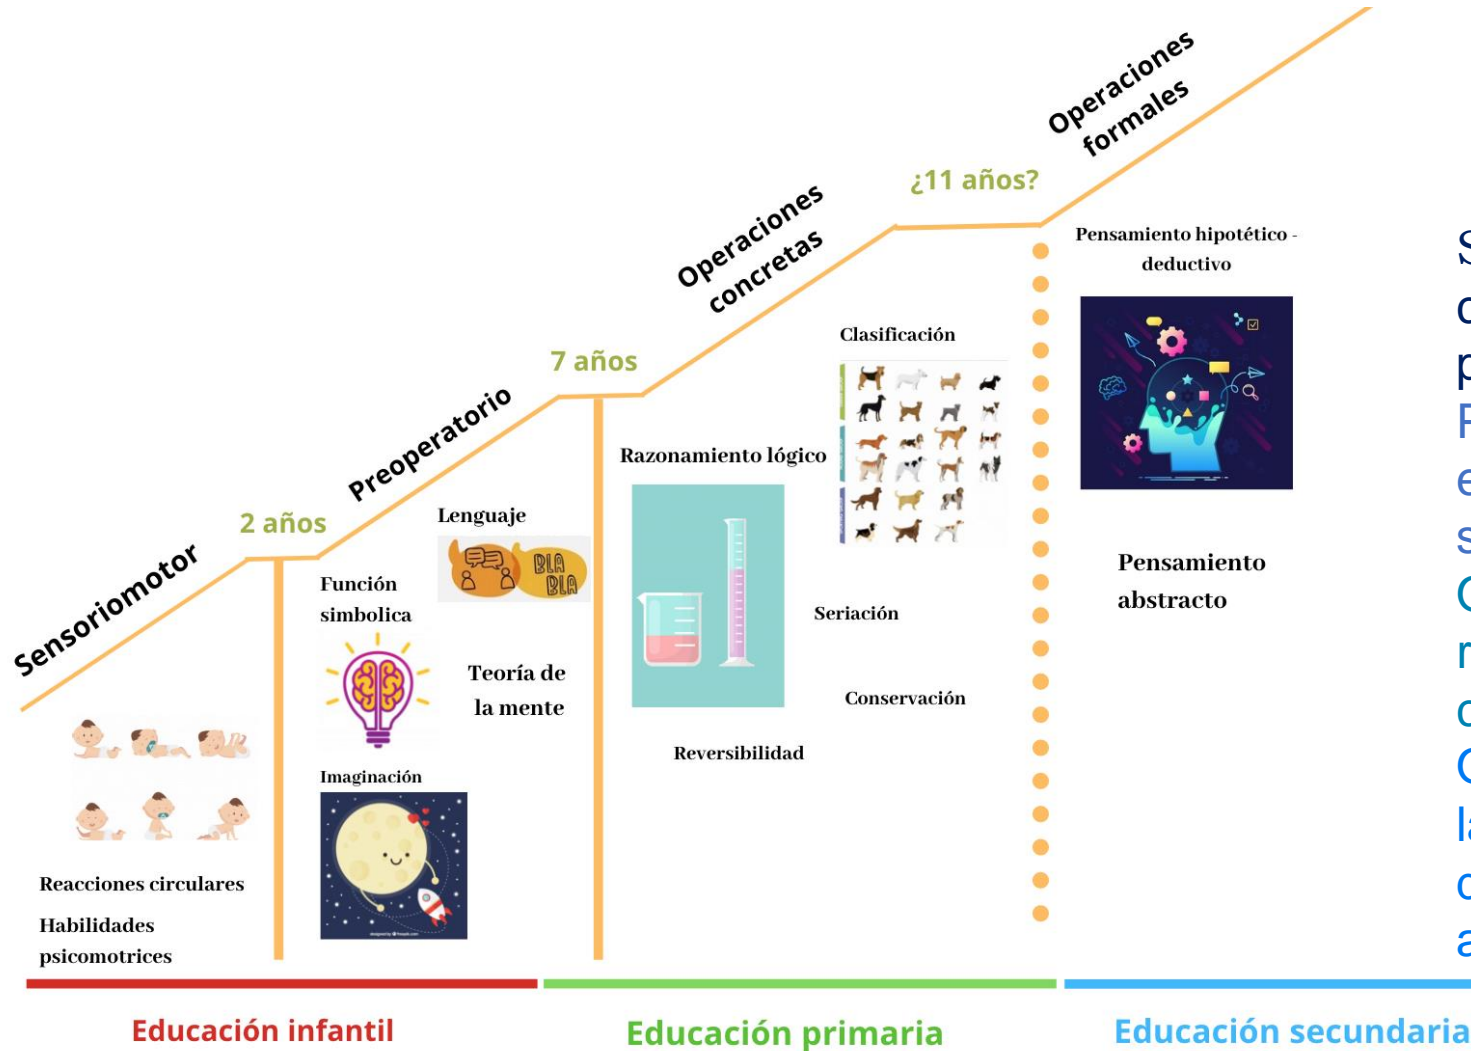 Operaciones
formales
¿11 años?
Operaciones
concretas
7 años
Preoperatorio
2 años
Sensoriomotor
Reacciones circulares
Habilidades
psicomotrices
Función
simbolica
Lenguaje
BLA
BLA
Teoría de
la mente
Imaginación
Razonamiento lógico
Clasificación
Seriación
Conservación
Reversibilidad
Pensamiento hipotético -
deductivo
Pensamiento
abstracto
Educación infantil
Educación primaria
Educación secundaria